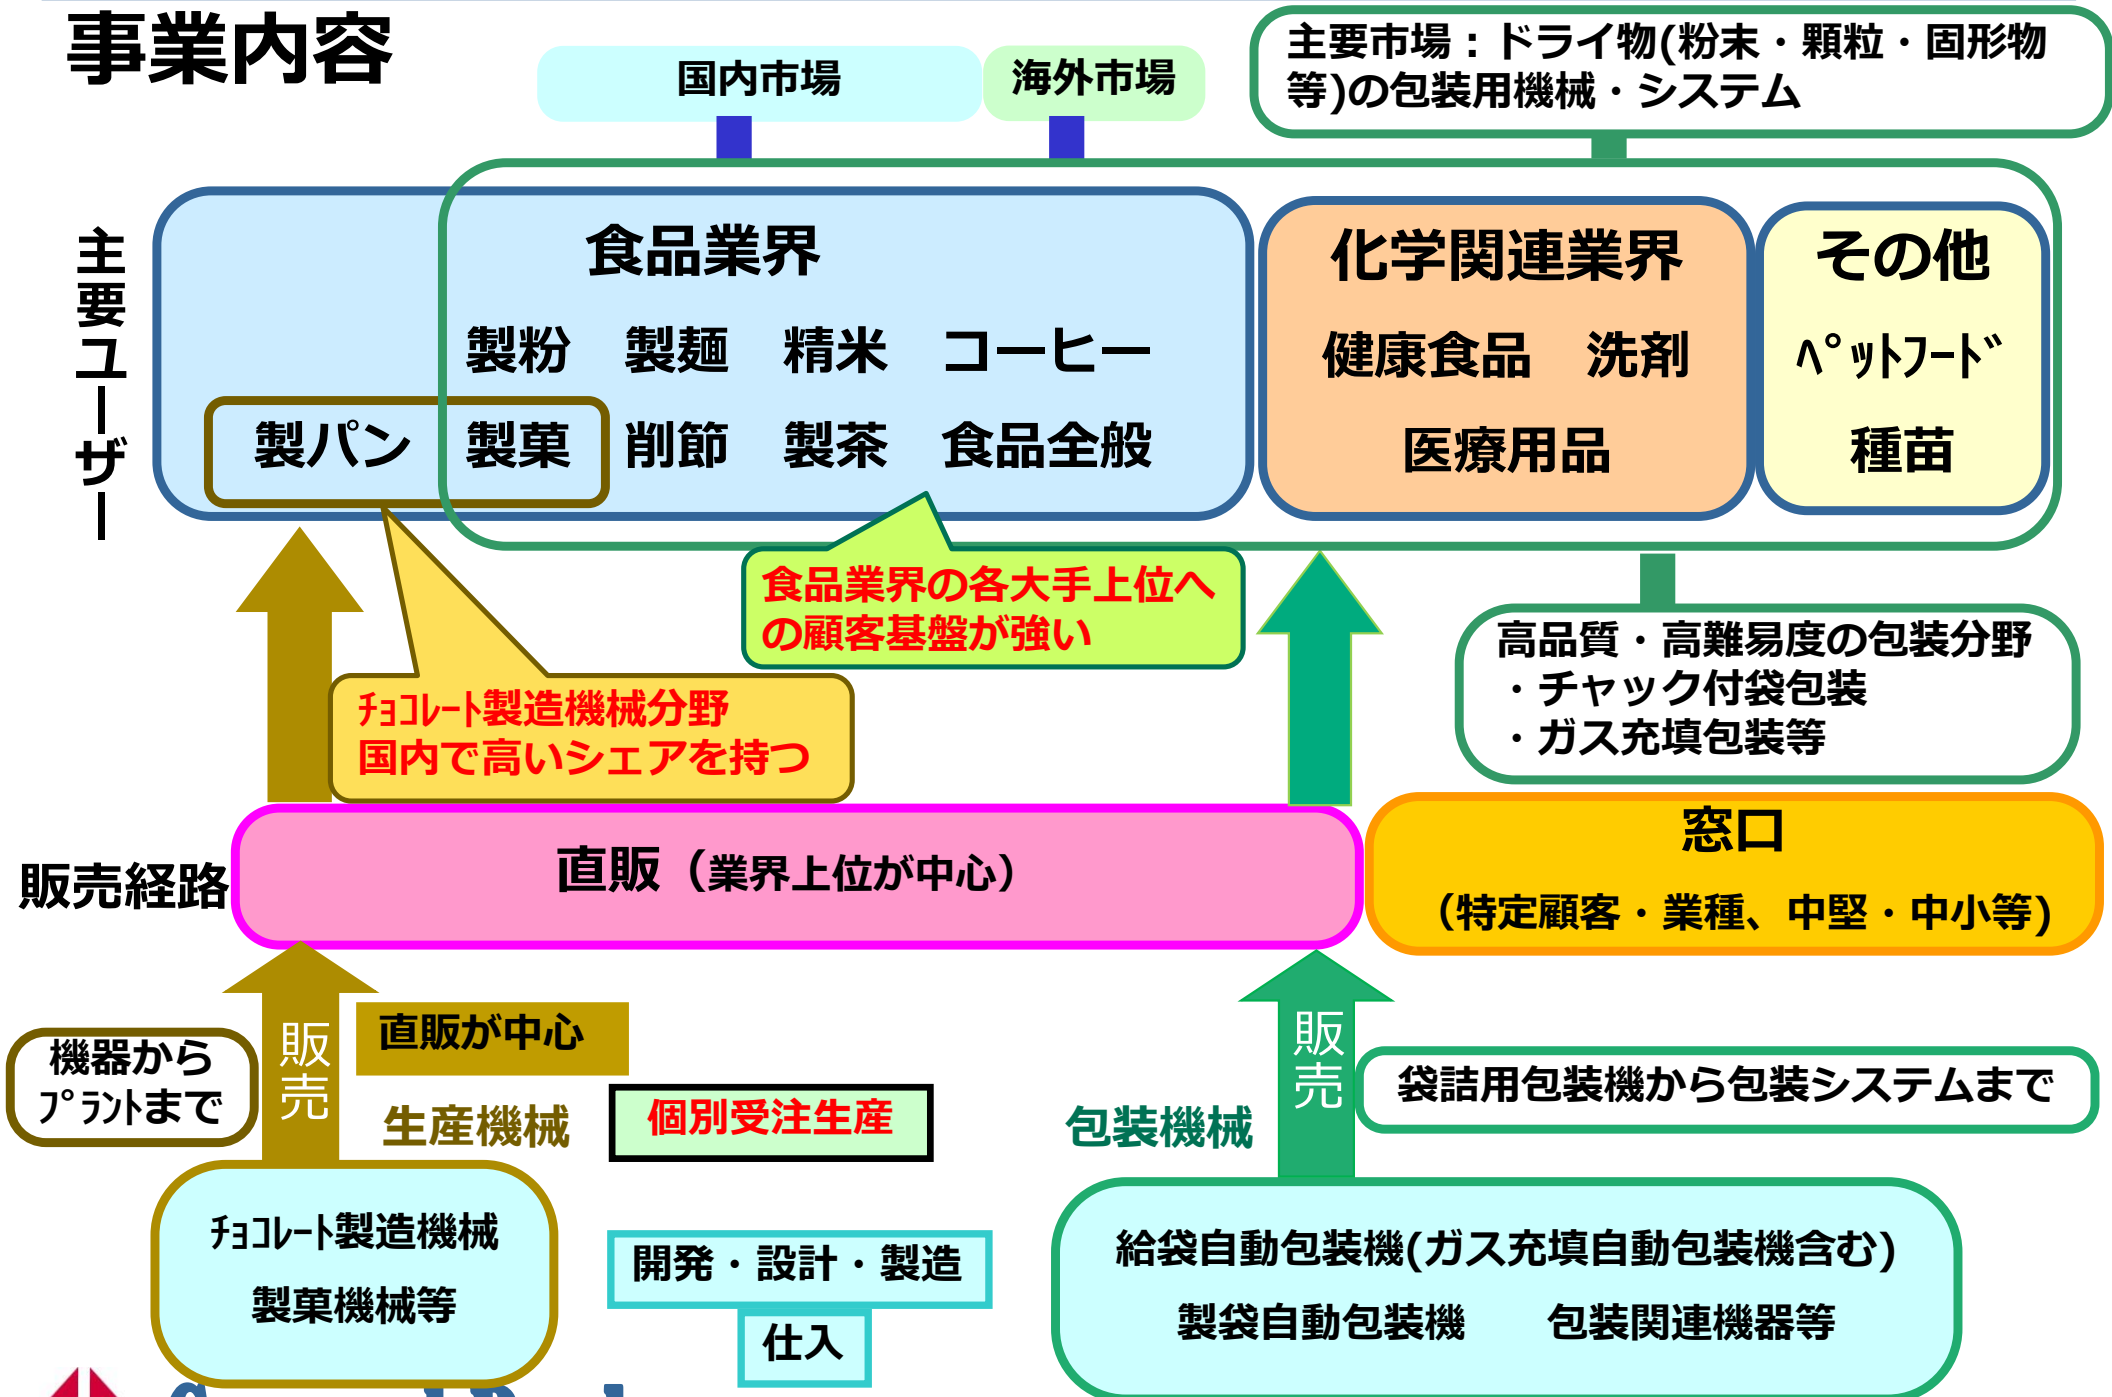 事業内容
国内市場
海外市場
主要市場：ドライ物(粉末・顆粒・固形物
等)の包装用機械・システム
主要ユーザー
食品業界
製粉　製麺　精米　コーヒー
製パン　製菓　削節　製茶　食品全般
化学関連業界
健康食品　洗剤
医療用品
その他
ﾍﾟｯﾄﾌｰﾄﾞ
種苗
食品業界の各大手上位へ
の顧客基盤が強い
ﾁｮｺﾚｰﾄ製造機械分野
国内で高いシェアを持つ
高品質・高難易度の包装分野
・チャック付袋包装
・ガス充填包装等
販売経路
直販（業界上位が中心）
窓口
（特定顧客・業種、中堅・中小等)
機器から
ﾌﾟﾗﾝﾄまで
販売
直販が中心
生産機械
個別受注生産
包装機械
販売
袋詰用包装機から包装システムまで
ﾁｮｺﾚｰﾄ製造機械
製菓機械等
開発・設計・製造
仕入
給袋自動包装機(ガス充填自動包装機含む)
製袋自動包装機　　包装関連機器等